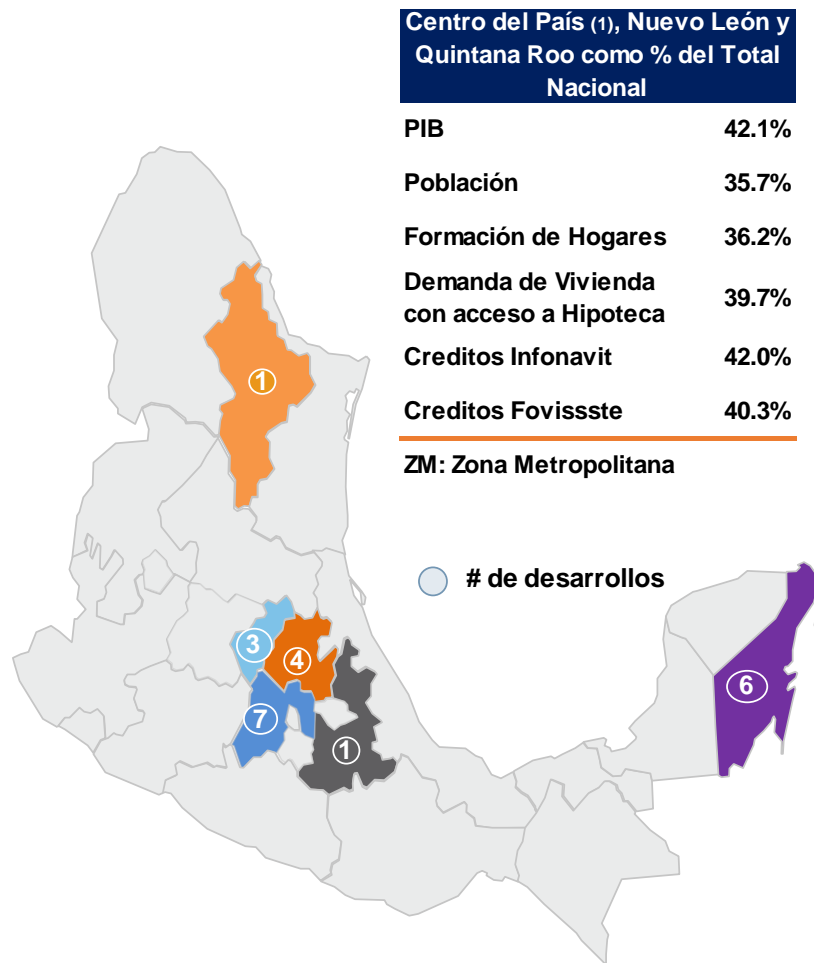 Centro del País (1), Nuevo León y
Quintana Roo como % del Total
Nacional
PIB 42.1%
Población 35.7%
Formación de Hogares 36.2%
Demanda de Vivienda
con acceso a Hipoteca 39.7%
Creditos Infonavit 42.0%
Creditos Fovissste 40.3%
ZM: Zona Metropolitana
# de desarrollos
1
3
4
6
7
1